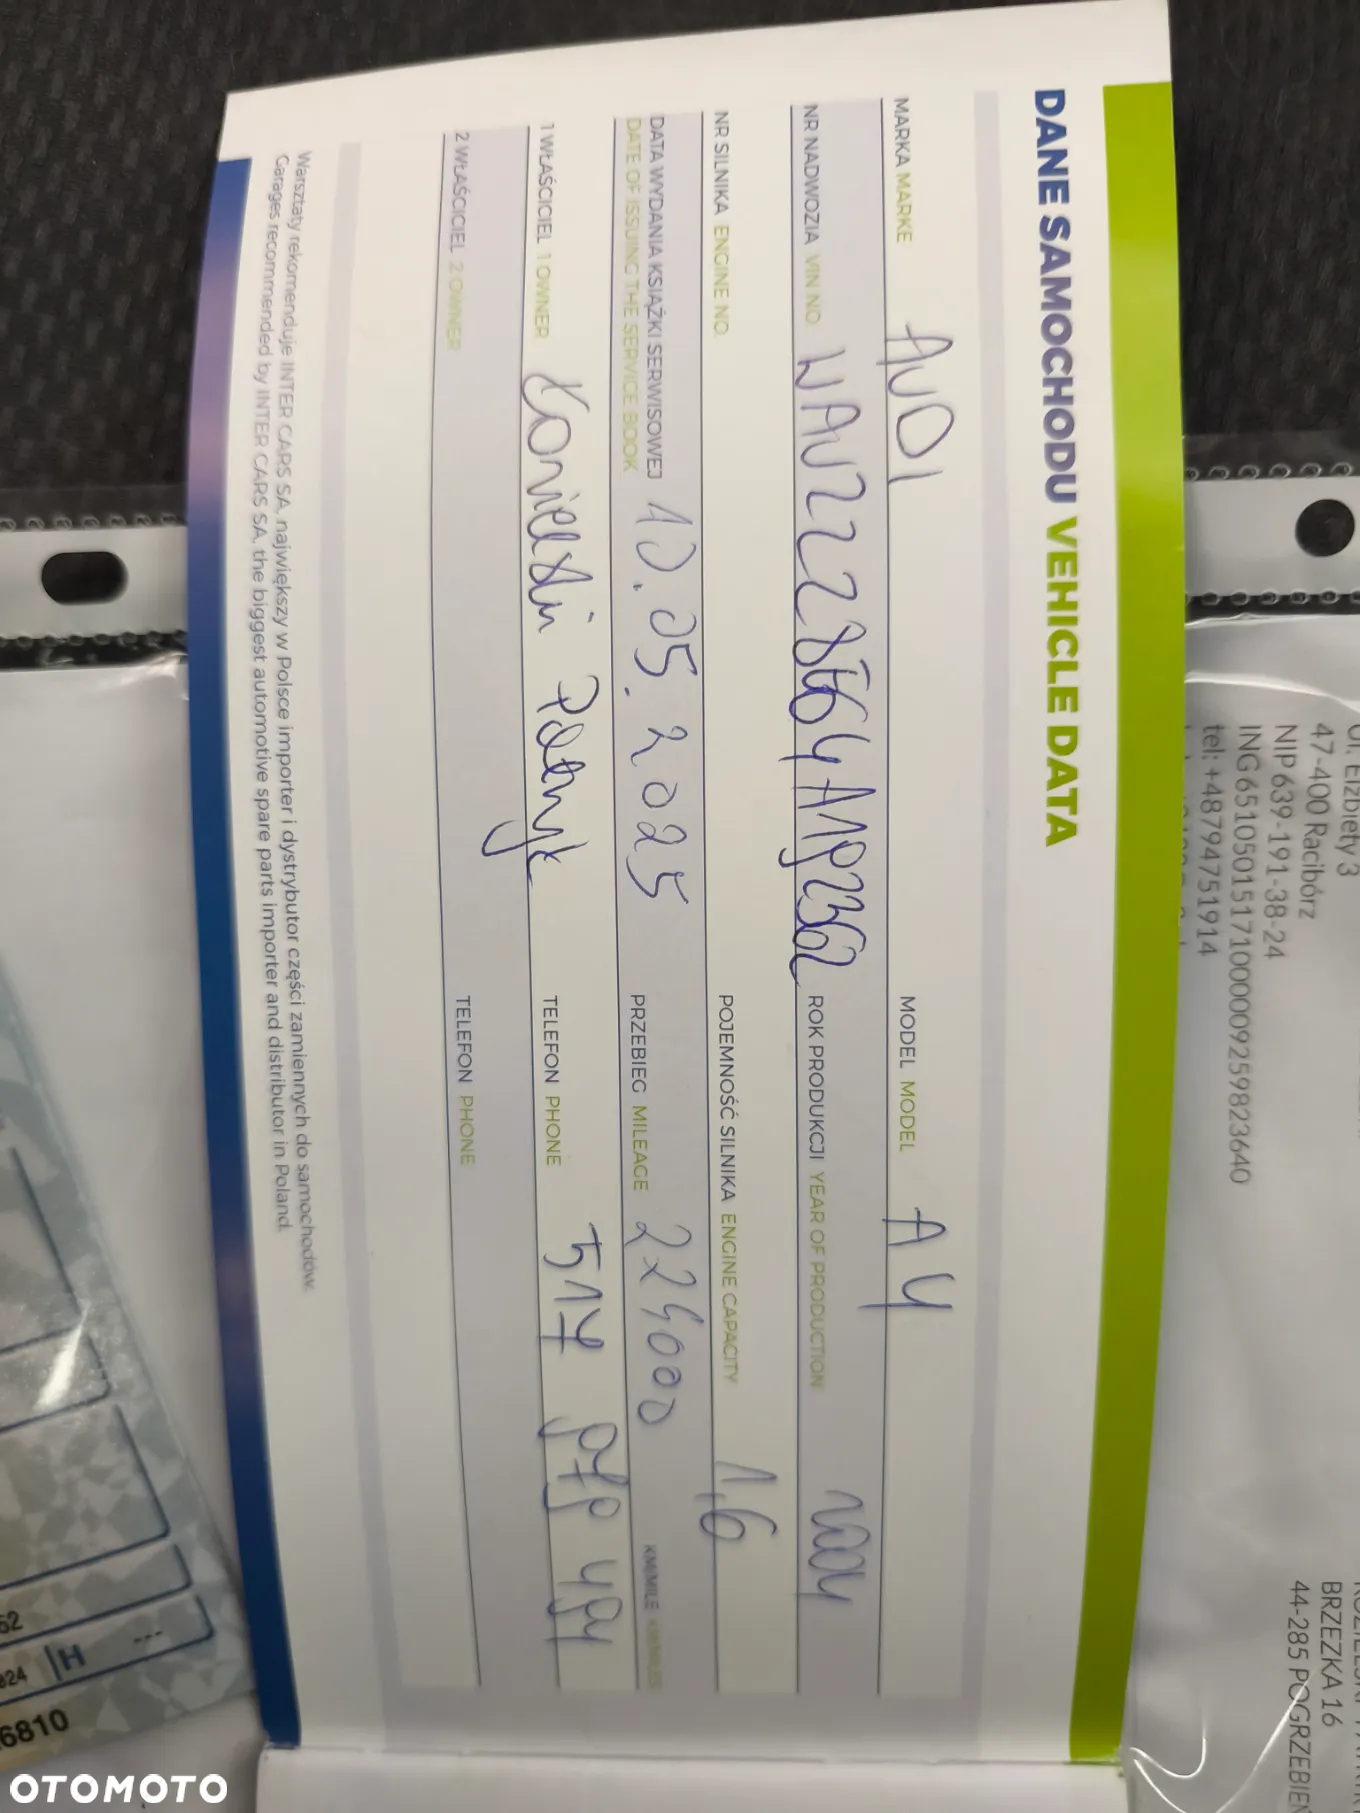 DANE SAMOCHODU VEHICLE DATA
MARKA MARKE AUDI MODEL MODEL A4
NR NADWOZIA VIN NO. WAUZZZ8E64A119232 ROK PRODUKCJI YEAR OF PRODUCTION 2004
NR SILNIKA ENGINE NO. POJEMNOŚĆ SILNIKA ENGINE CAPACITY 1,6
DATA WYDANIA KSIĄŻKI SERWISOWEJ 10.05.2025 PRZEBIEG MILEAGE 224000 KM/MILE
DATE OF ISSUING THE SERVICE BOOK
1 WŁAŚCICIEL 1 OWNER Patryk TELEFON PHONE 517
2 WŁAŚCICIEL 2 OWNER TELEFON PHONE
Warsztaty rekomenduje INTER CARS SA, największy w Polsce importer i dystrybutor części zamiennych do samochodów.
Garages recommended by INTER CARS SA, the biggest automotive spare parts importer and distributor in Poland.
47-400 Racibórz
NIP 639-191-38-24
tel: +48794751914
BRZEZKA 16
H ---
824
6810
OTOMOTO